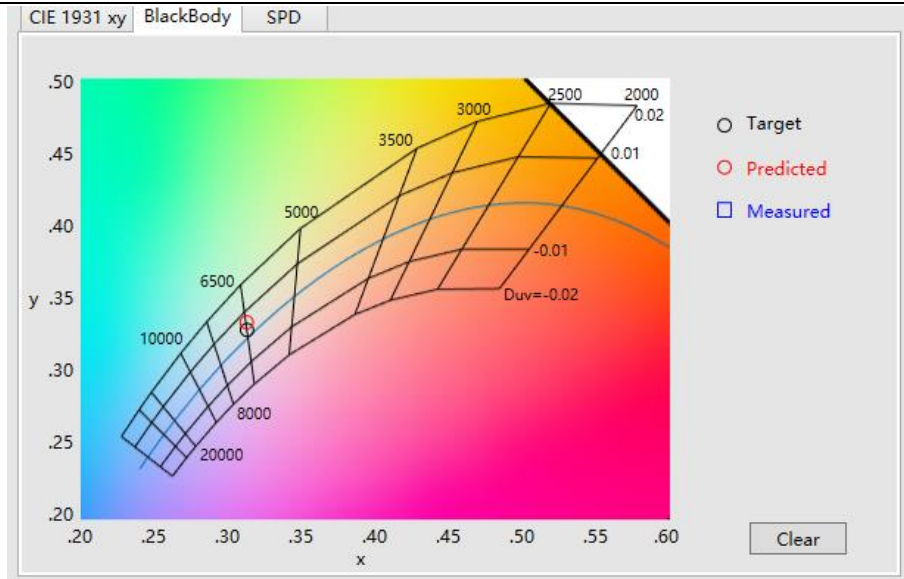 CIE 1931 xy BlackBody SPD
.50
2500 2000
3000
0.02
Target
3500
.45
0.01
Predicted
5000
Measured
.40
-0.01
6500
y .35
Duv=-0.02
10000
.30
8000
.25
20000
.20
.20 .25 .30 .35 .40 .45 .50 .55 .60
x
Clear